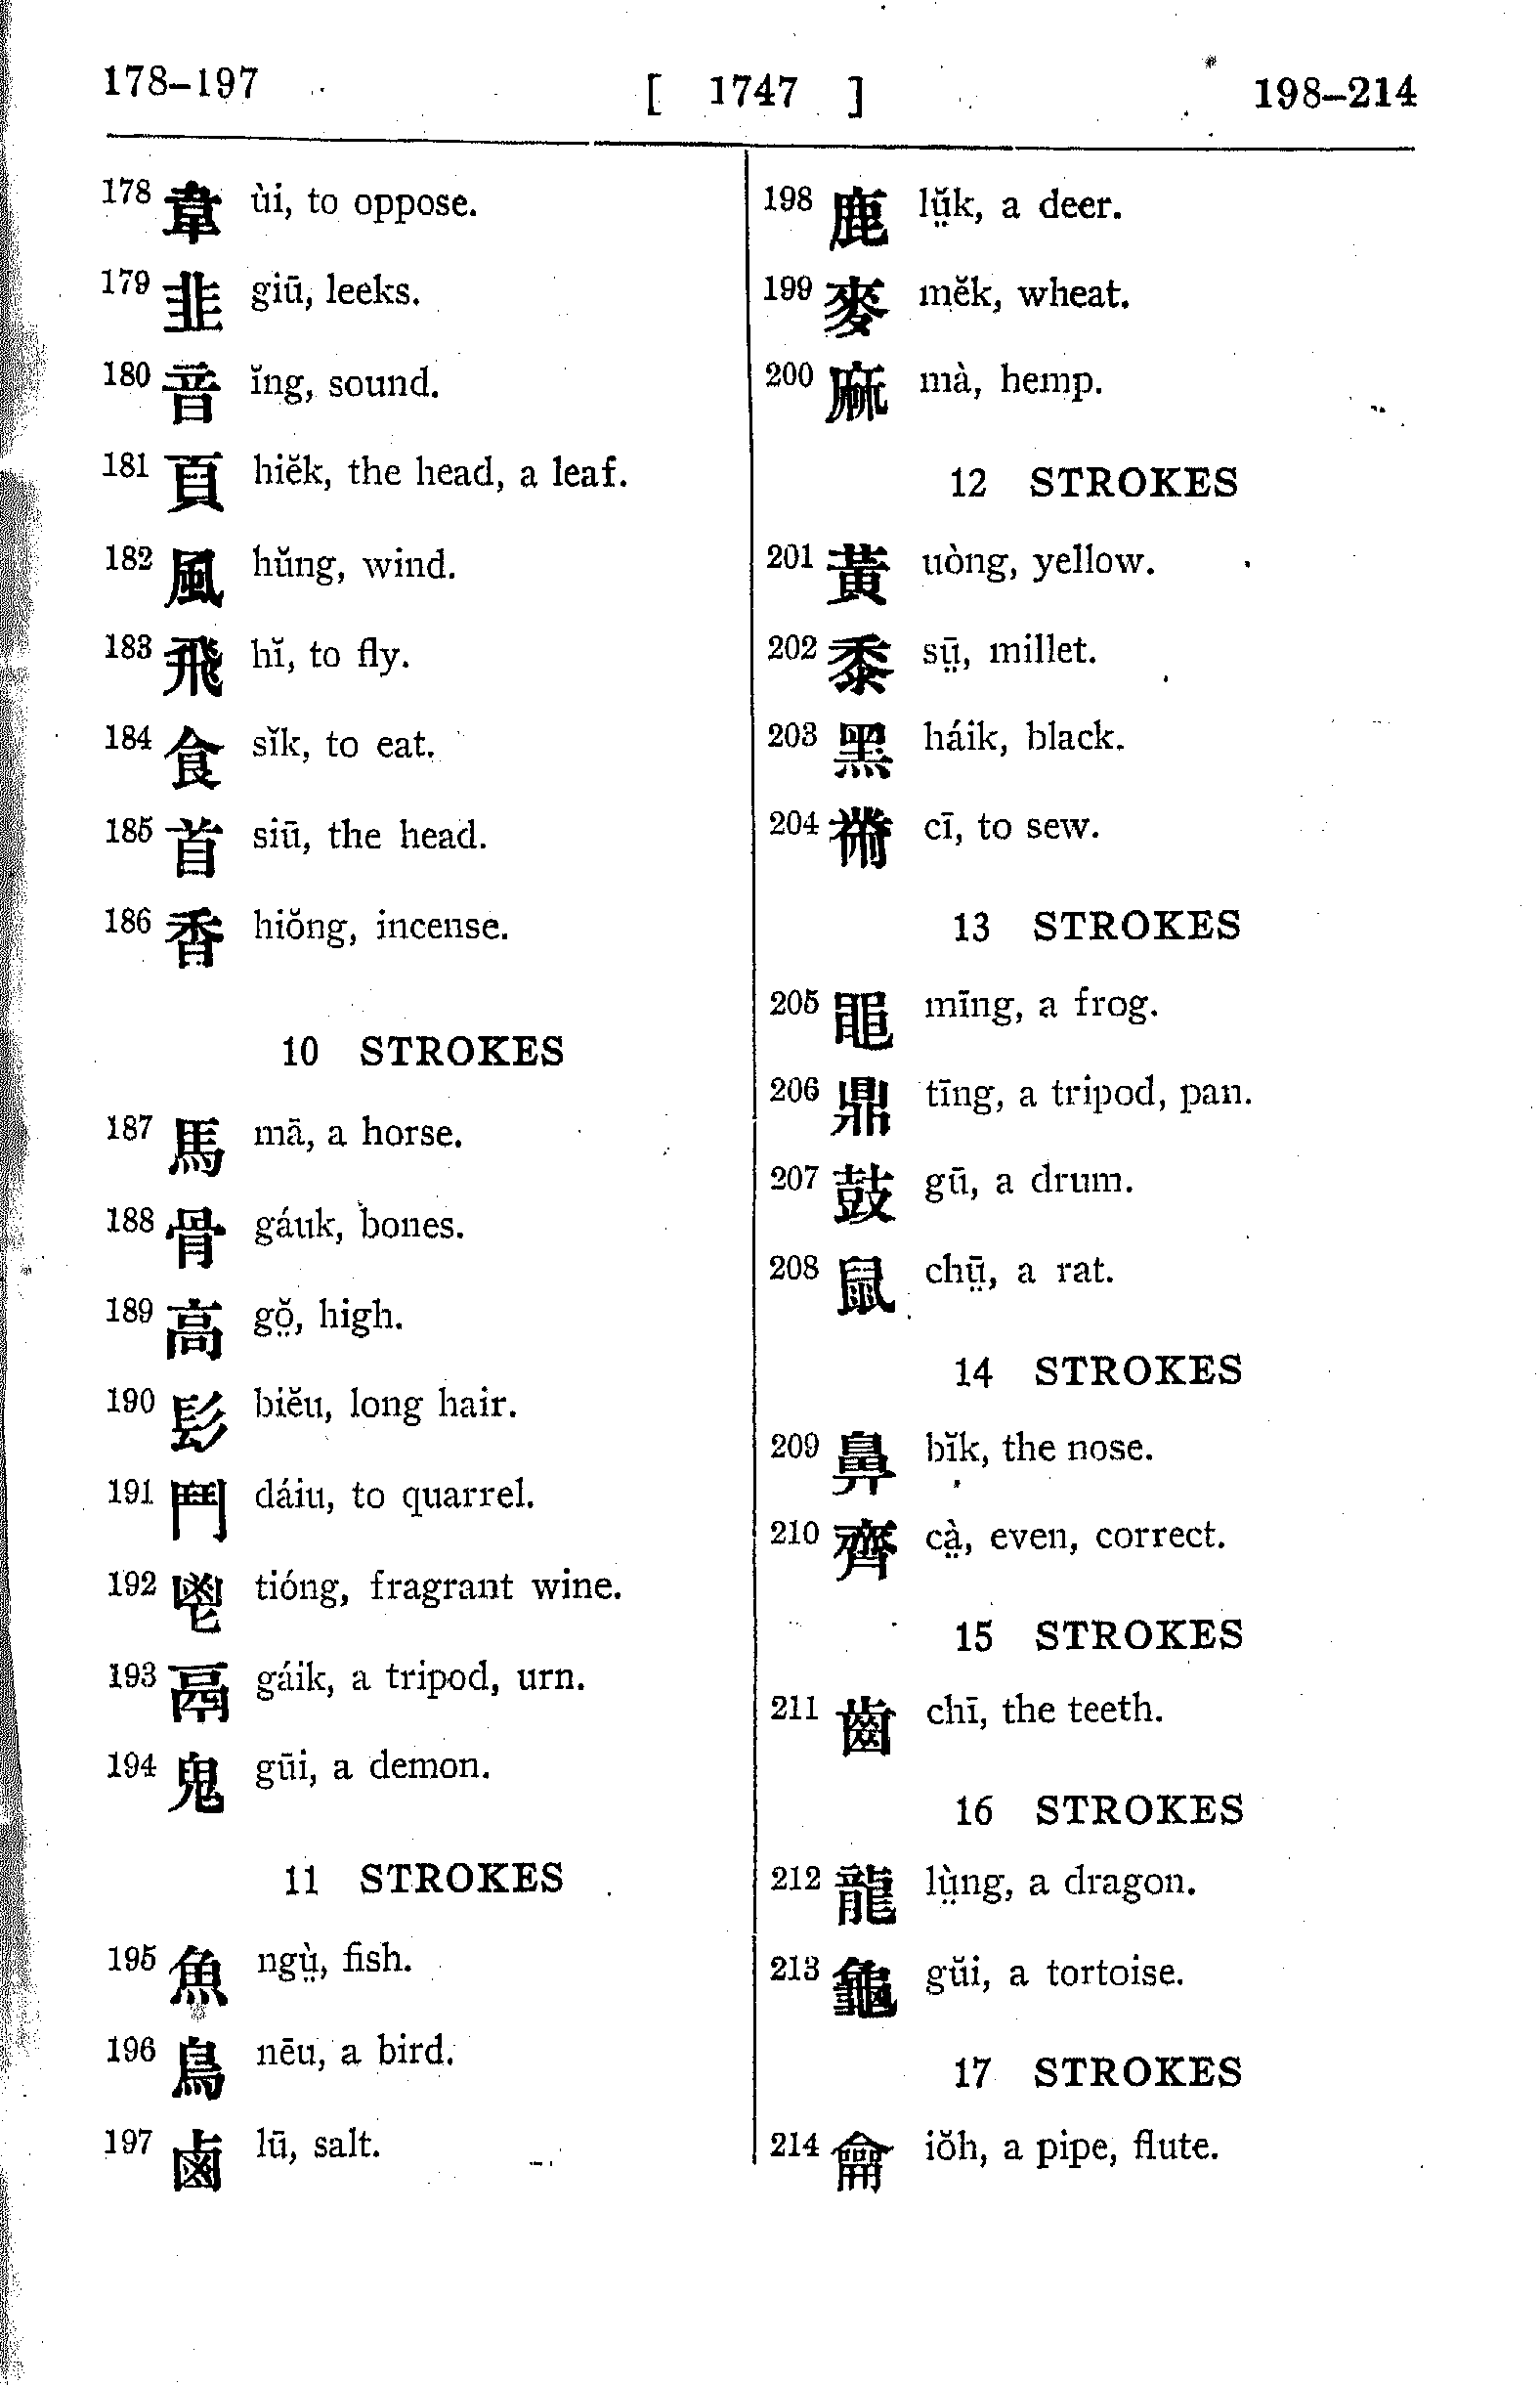 178–197 [ 1747 ] 198–214
178 韋 ùi, to oppose.
179 韭 giū, leeks.
180 音 ĭng, sound.
181 頁 hiĕk, the head, a leaf.
182 風 hŭng, wind.
183 飛 hĭ, to fly.
184 食 sĭk, to eat.
185 首 siū, the head.
186 香 hiŏng, incense.
10 STROKES
187 馬 mā, a horse.
188 骨 gáuk, bones.
189 高 gŏ̤, high.
190 髟 biĕu, long hair.
191 鬥 dáiu, to quarrel.
192 鬯 tióng, fragrant wine.
193 鬲 gáik, a tripod, urn.
194 鬼 gūi, a demon.
11 STROKES
195 魚 ngṳ̀, fish.
196 鳥 nēu, a bird.
197 鹵 lū, salt.
198 鹿 lṳ̆k, a deer.
199 麥 mĕk, wheat.
200 麻 mà, hemp.
12 STROKES
201 黃 uòng, yellow.
202 黍 sṳ̄, millet.
203 黑 háik, black.
204 黹 cī, to sew.
13 STROKES
205 黽 mīng, a frog.
206 鼎 tīng, a tripod, pan.
207 鼓 gū, a drum.
208 鼠 chṳ̄, a rat.
14 STROKES
209 鼻 bĭk, the nose.
210 齊 cà̤, even, correct.
15 STROKES
211 齒 chī, the teeth.
16 STROKES
212 龍 lṳ̀ng, a dragon.
213 龜 gŭi, a tortoise.
17 STROKES
214 龠 iŏh, a pipe, flute.